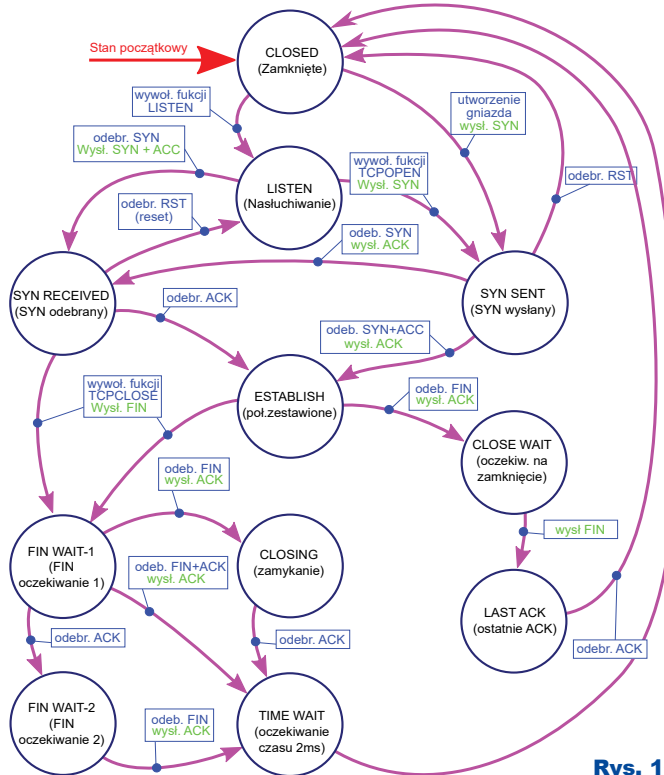 Stan początkowy
CLOSED
(Zamknięte)
wywoł. fukcji
LISTEN
utworzenie
gniazda
wysł. SYN
odebr. SYN
Wysł. SYN + ACC
wywoł. fukcji
TCPOPEN
Wysł. SYN
odebr. RST
LISTEN
(Nasłuchiwanie)
odebr. RST
(reset)
odeb. SYN
wysł. ACK
SYN RECEIVED
(SYN odebrany)
SYN SENT
(SYN wysłany)
odebr. ACK
odeb. SYN+ACC
wysł. ACK
wywoł. fukcji
TCPCLOSE
Wysł. FIN
ESTABLISH
(poł.zestawione)
odeb. FIN
wysł. ACK
CLOSE WAIT
(oczekiw. na
zamknięcie)
odeb. FIN
wysł. ACK
wysł FIN
FIN WAIT-1
(FIN
oczekiwanie 1)
odeb. FIN+ACK
wysł. ACK
CLOSING
(zamykanie)
LAST ACK
(ostatnie ACK)
odebr. ACK
odebr. ACK
odebr. ACK
FIN WAIT-2
(FIN
oczekiwanie 2)
odeb. FIN
wysł. ACK
TIME WAIT
(oczekiwanie
czasu 2ms)
Rys. 1